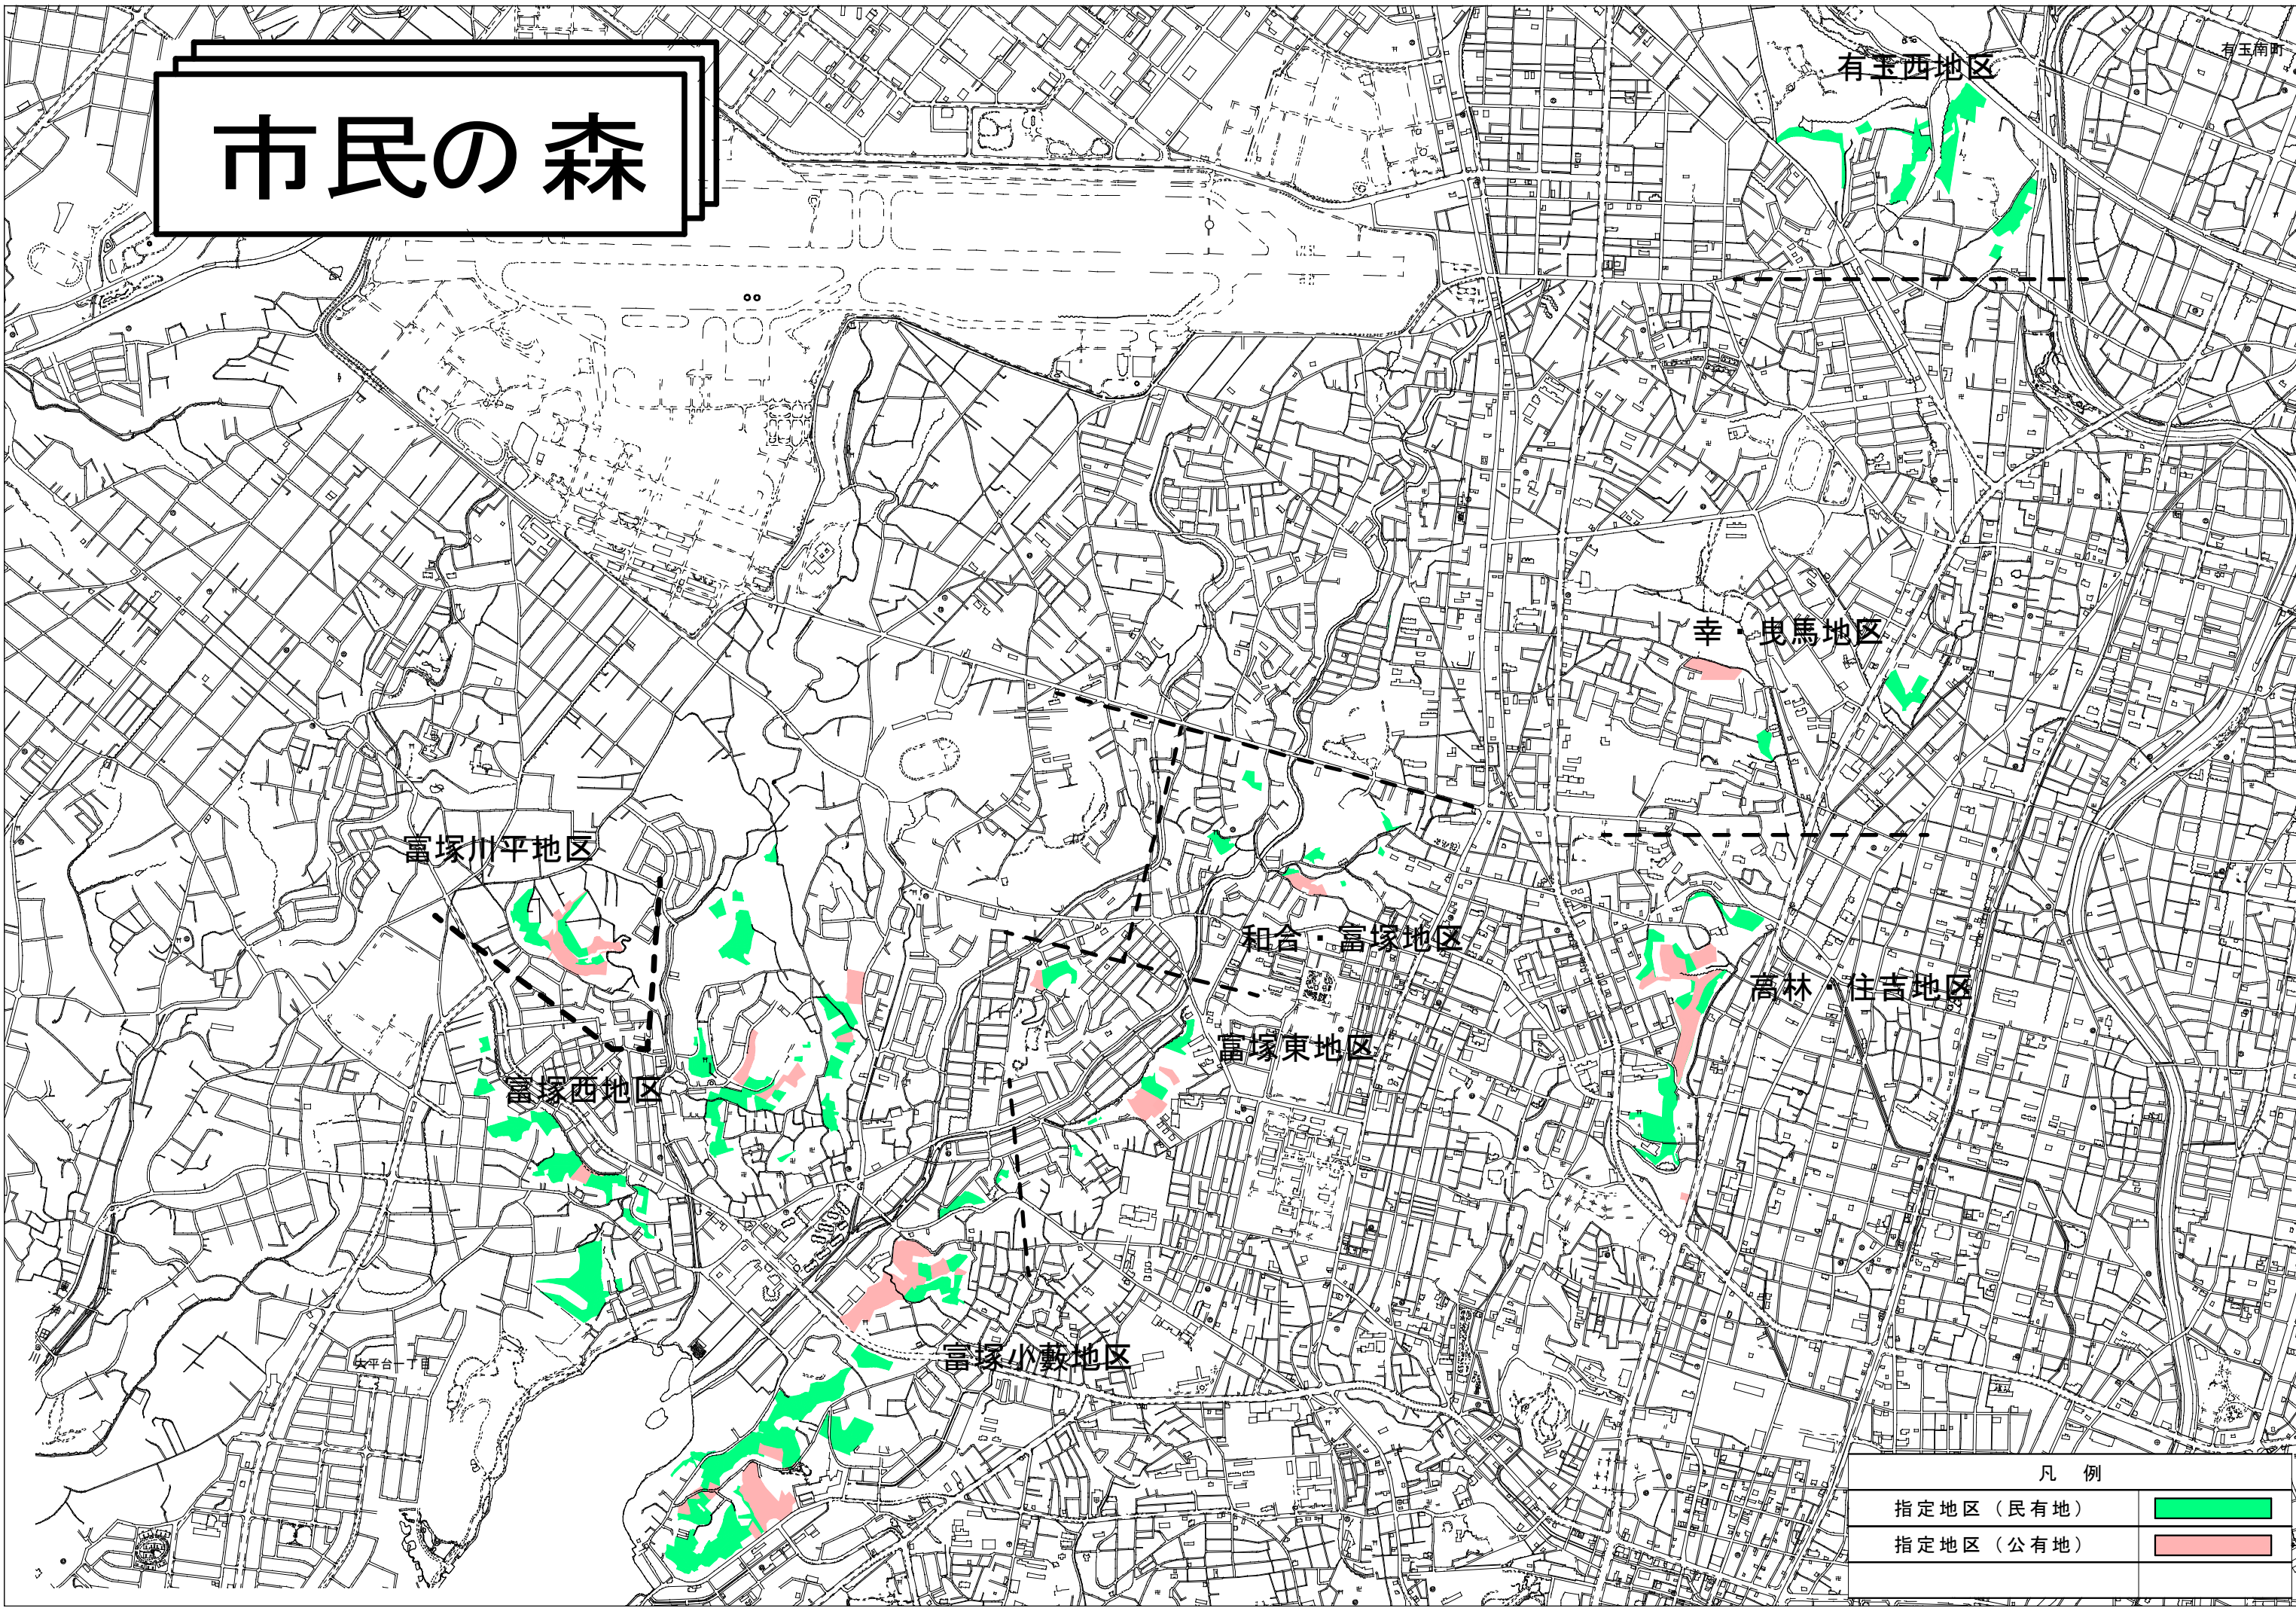 市民の森
有玉西地区
有玉南町
幸・曳馬地区
富塚川平地区
和合・富塚地区
高林・住吉地区
富塚東地区
富塚西地区
富塚小藪地区
大平台一丁目
凡 例
指定地区（民有地）
指定地区（公有地）